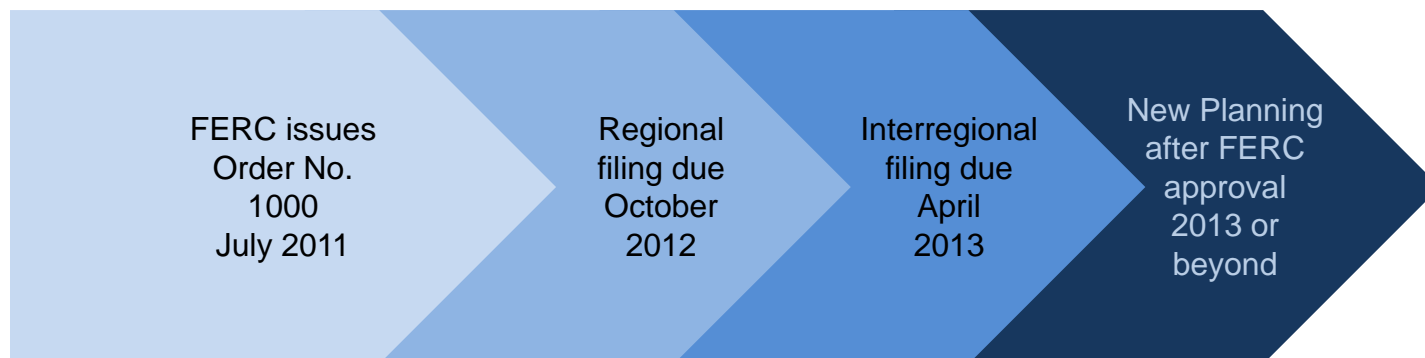 FERC issues
Order No.
1000
July 2011
Regional
filing due
October
2012
Interregional
filing due
April
2013
New Planning
after FERC
approval
2013 or
beyond